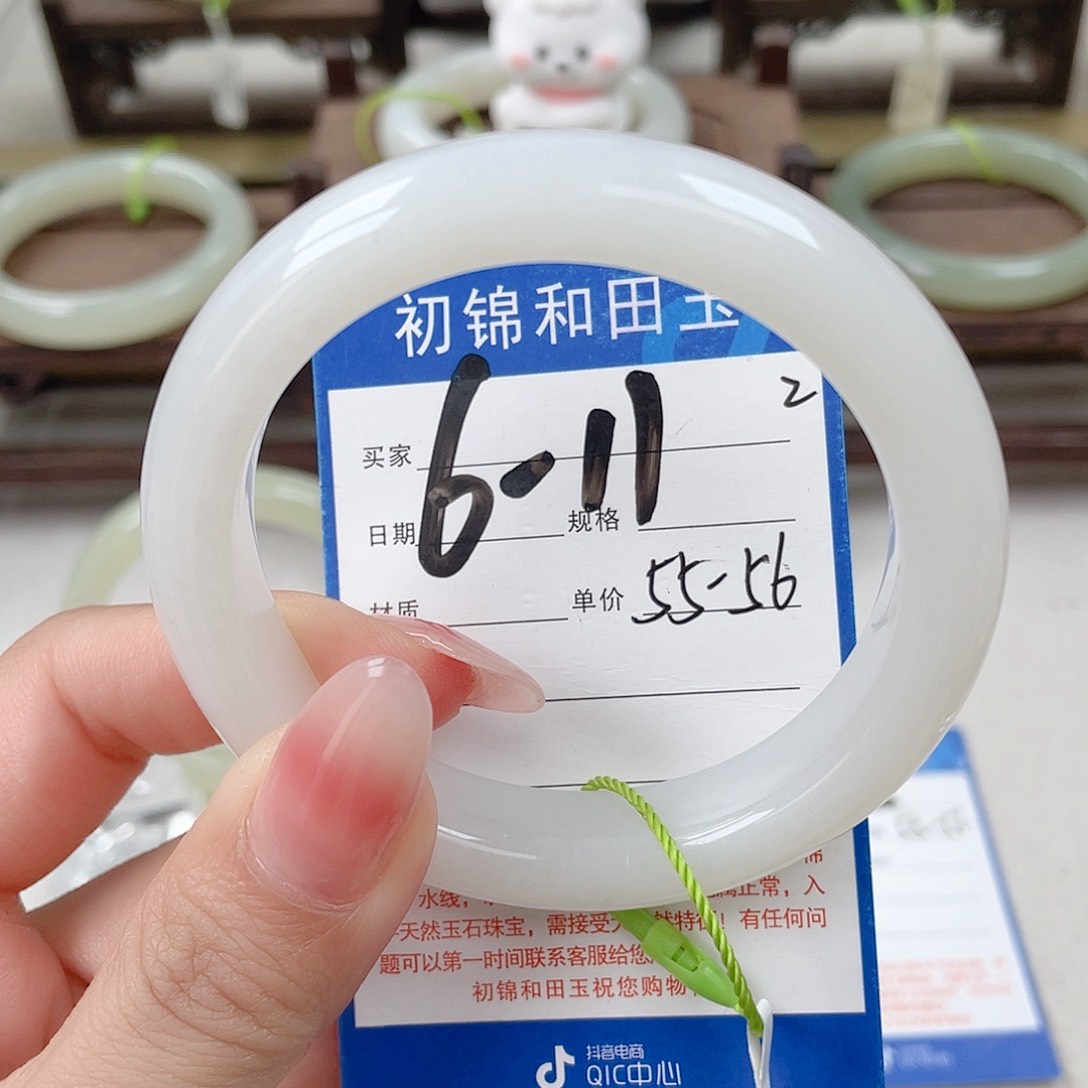 初锦和田玉
2
6-11
买家
日期 规格
材质 单价 55-56
水线,
正常，入
天然玉石珠宝，需接受 然特征！有任何问
题可以第一时间联系客服给您
初锦和田玉祝您购物
抖音电商
QIC中心